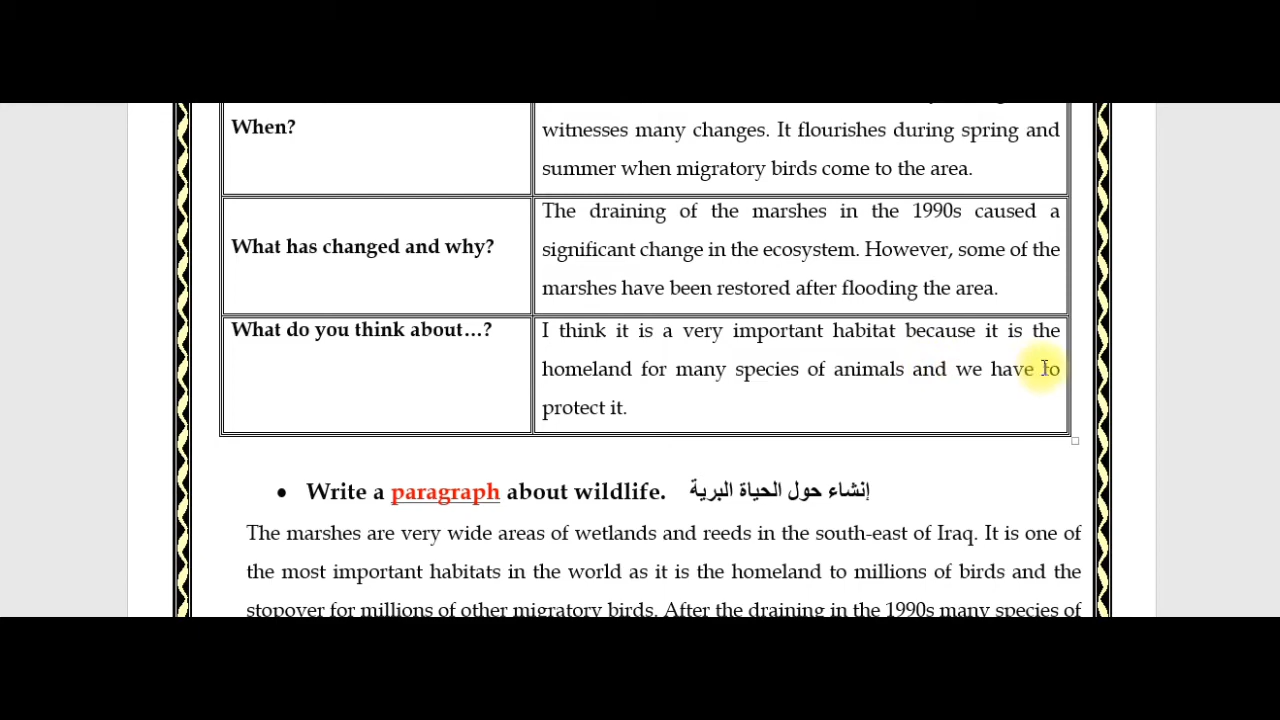 When?
witnesses many changes. It flourishes during spring and
summer when migratory birds come to the area.
What has changed and why?
The draining of the marshes in the 1990s caused a
significant change in the ecosystem. However, some of the
marshes have been restored after flooding the area.
What do you think about…?
I think it is a very important habitat because it is the
homeland for many species of animals and we have to
protect it.
• Write a paragraph about wildlife. إنشاء حول الحياة البرية
The marshes are very wide areas of wetlands and reeds in the south-east of Iraq. It is one of
the most important habitats in the world as it is the homeland to millions of birds and the
stopover for millions of other migratory birds. After the draining in the 1990s many species of